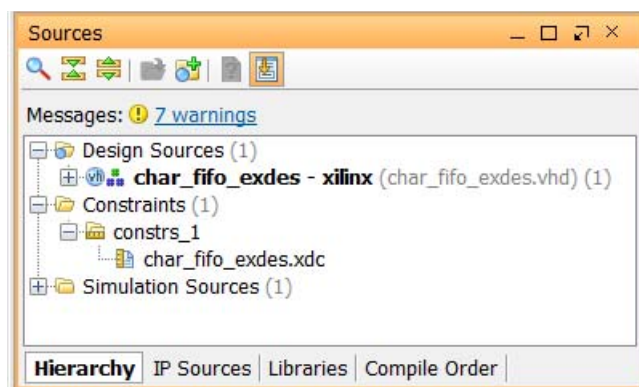 Sources
Messages: 7 warnings
Design Sources (1)
char_fifo_exdes - xilinx (char_fifo_exdes.vhd) (1)
Constraints (1)
constrs_1
char_fifo_exdes.xdc
Simulation Sources (1)
Hierarchy IP Sources Libraries Compile Order